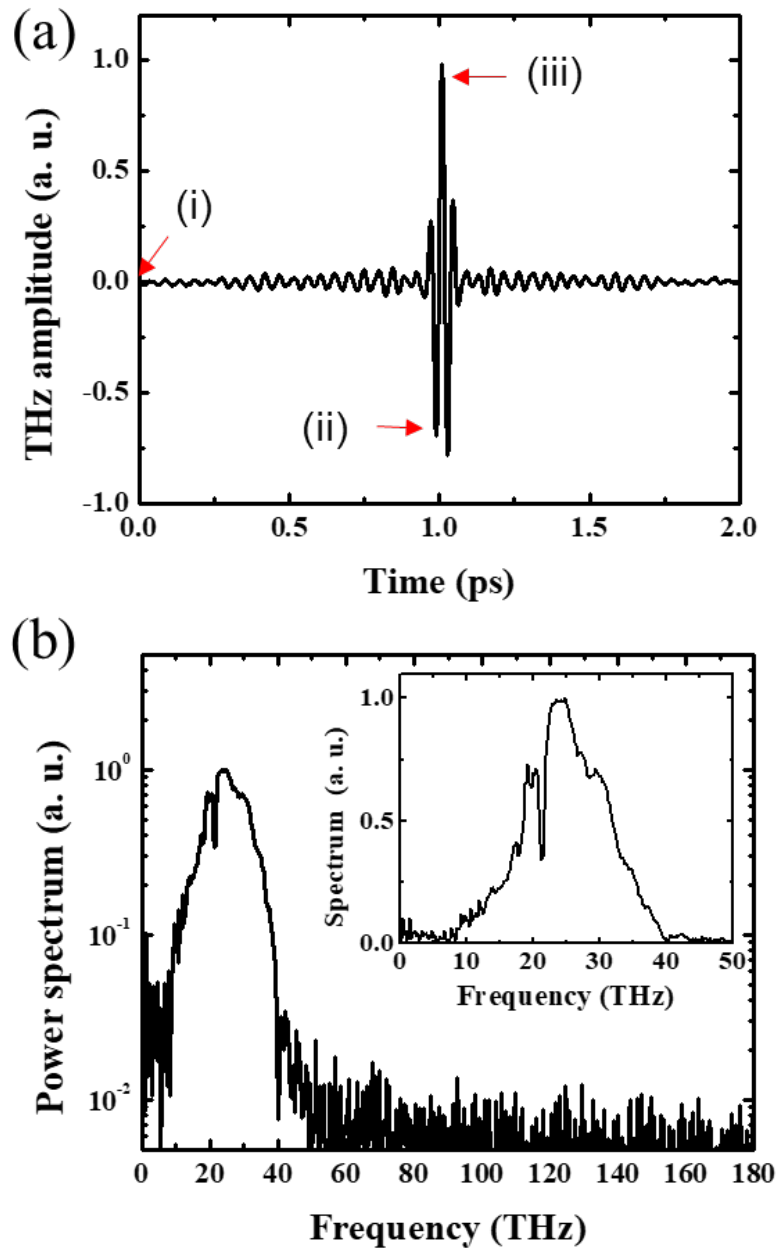 (a)
1.0
0.5
0.0
-0.5
-1.0
THz amplitude (a. u.)
(i)
(ii)
(iii)
0.0 0.5 1.0 1.5 2.0
Time (ps)
(b)
10⁰
10⁻¹
10⁻²
Power spectrum (a. u.)
1.0
0.5
0.0
Spectrum (a. u.)
0 10 20 30 40 50
Frequency (THz)
0 20 40 60 80 100 120 140 160 180
Frequency (THz)